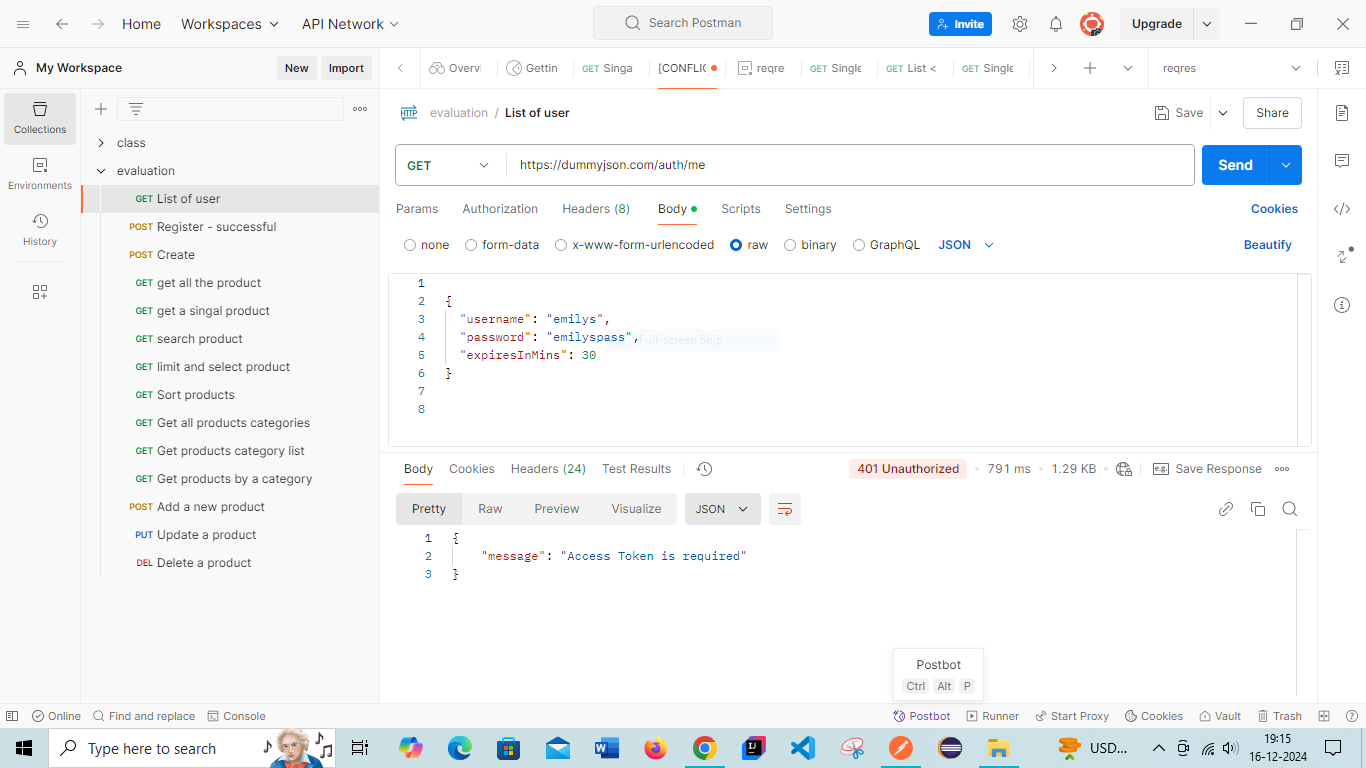 Home Workspaces API Network Search Postman Invite Upgrade
My Workspace New Import Overvi Gettin GET Singa [CONFLIC reqre GET Single GET List < GET Single reqres
Collections
Environments
History
class
evaluation
GET List of user
POST Register - successful
POST Create
GET get all the product
GET get a singal product
GET search product
GET limit and select product
GET Sort products
GET Get all products categories
GET Get products category list
GET Get products by a category
POST Add a new product
PUT Update a product
DEL Delete a product
HTTP evaluation / List of user Save Share
GET https://dummyjson.com/auth/me Send
Params Authorization Headers (8) Body Scripts Settings Cookies
none form-data x-www-form-urlencoded raw binary GraphQL JSON Beautify
1
2 {
3 "username": "emilys",
4 "password": "emilyspass", Full-screen Snip
5 "expiresInMins": 30
6 }
7
8
Body Cookies Headers (24) Test Results 401 Unauthorized • 791 ms • 1.29 KB • e.g. Save Response
Pretty Raw Preview Visualize JSON
1 {
2 "message": "Access Token is required"
3 }
Postbot
Ctrl Alt P
Online Find and replace Console Postbot Runner Start Proxy Cookies Vault Trash
Type here to search USD... 19:15
16-12-2024